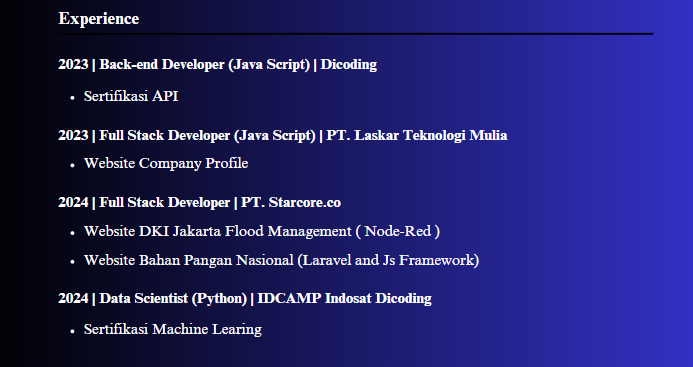 Experience
2023 | Back-end Developer (Java Script) | Dicoding
• Sertifikasi API
2023 | Full Stack Developer (Java Script) | PT. Laskar Teknologi Mulia
• Website Company Profile
2024 | Full Stack Developer | PT. Starcore.co
• Website DKI Jakarta Flood Management ( Node-Red )
• Website Bahan Pangan Nasional (Laravel and Js Framework)
2024 | Data Scientist (Python) | IDCAMP Indosat Dicoding
• Sertifikasi Machine Learing